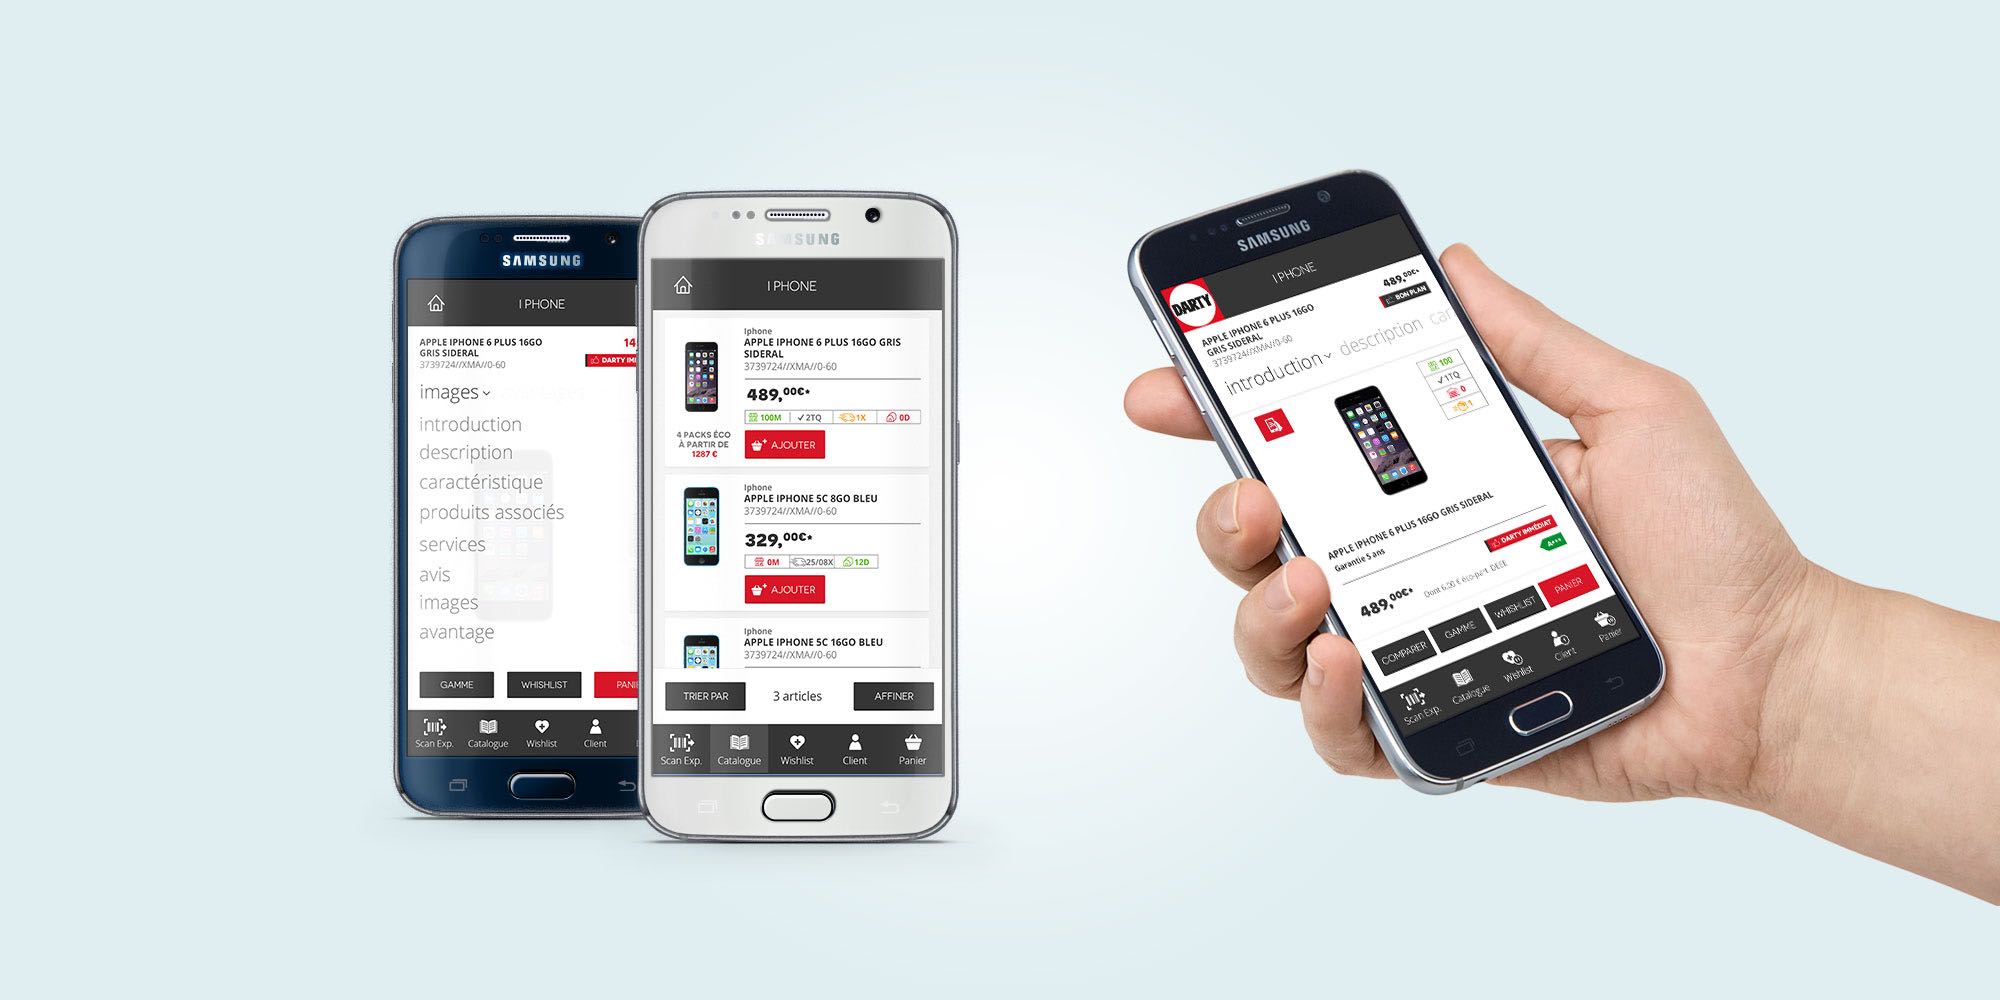 SAMSUNG
I PHONE
APPLE IPHONE 6 PLUS 16GO
GRIS SIDERAL
3739724//XMA//0-60
DARTY
images
introduction
description
caractéristique
produits associés
services
avis
images
avantage
GAMME
WHISHLIST
Scan Exp.
Catalogue
Wishlist
Client
SAMSUNG
I PHONE
Iphone
APPLE IPHONE 6 PLUS 16GO GRIS
SIDERAL
3739724//XMA//0-60
489,00€*
100M
2TQ
1X
0D
4 PACKS ÉCO
À PARTIR DE
1287 €
AJOUTER
Iphone
APPLE IPHONE 5C 8GO BLEU
3739724//XMA//0-60
329,00€*
0M
25/08X
12D
AJOUTER
Iphone
APPLE IPHONE 5C 16GO BLEU
3739724//XMA//0-60
TRIER PAR
3 articles
AFFINER
Scan Exp.
Catalogue
Wishlist
Client
Panier
SAMSUNG
DARTY
I PHONE
APPLE IPHONE 6 PLUS 16GO
GRIS SIDERAL
3739724//XMA//0-60
489,00€*
BON PLAN
introduction
description
100
1TQ
0
1
APPLE IPHONE 6 PLUS 16GO GRIS SIDERAL
Garantie 5 ans
DARTY IMMÉDIAT
A+++
489,00€*
Dont 6,20 € éco-part. DEEE
COMPARER
GAMME
WHISHLIST
PANIER
Scan Exp.
Catalogue
Wishlist
Client
Panier